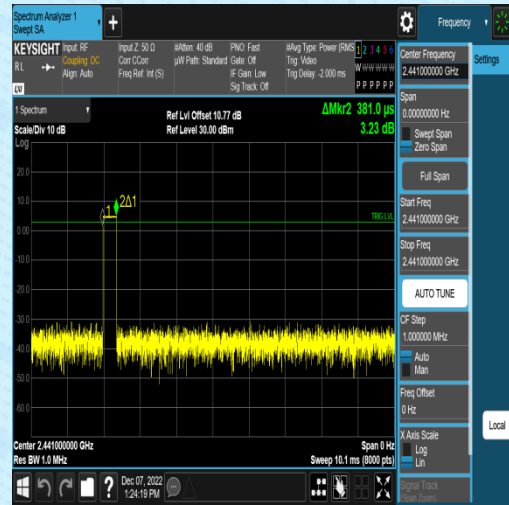 Spectrum Analyzer 1
Swept SA
Frequency
KEYSIGHT
RL
Input: RF
Coupling: DC
Align: Auto
Input Z: 50 Ω
Corr CCorr
Freq Ref: Int (S)
#Atten: 40 dB
µW Path: Standard
PNO: Fast
Gate: Off
IF Gain: Low
Sig Track: Off
#Avg Type: Power (RMS)
Trig: Video
Trig Delay: -2.000 ms
1 2 3 4 5 6
W W W W W W
P P P P P P
LXI
1 Spectrum
Scale/Div 10 dB
Log
Ref Lvl Offset 10.77 dB
Ref Level 30.00 dBm
ΔMkr2 381.0 µs
3.23 dB
20.0
10.0
0.00
-10.0
-20.0
-30.0
-40.0
-50.0
-60.0
1
2Δ1
TRIG LVL
Center 2.441000000 GHz
Res BW 1.0 MHz
Span 0 Hz
Sweep 10.1 ms (8000 pts)
Dec 07, 2022
1:24:19 PM
Center Frequency
2.441000000 GHz
Settings
Span
0.00000000 Hz
Swept Span
Zero Span
Full Span
Start Freq
2.441000000 GHz
Stop Freq
2.441000000 GHz
AUTO TUNE
CF Step
1.000000 MHz
Auto
Man
Freq Offset
0 Hz
X Axis Scale
Log
Lin
Signal Track
(Span Zoom)
Local